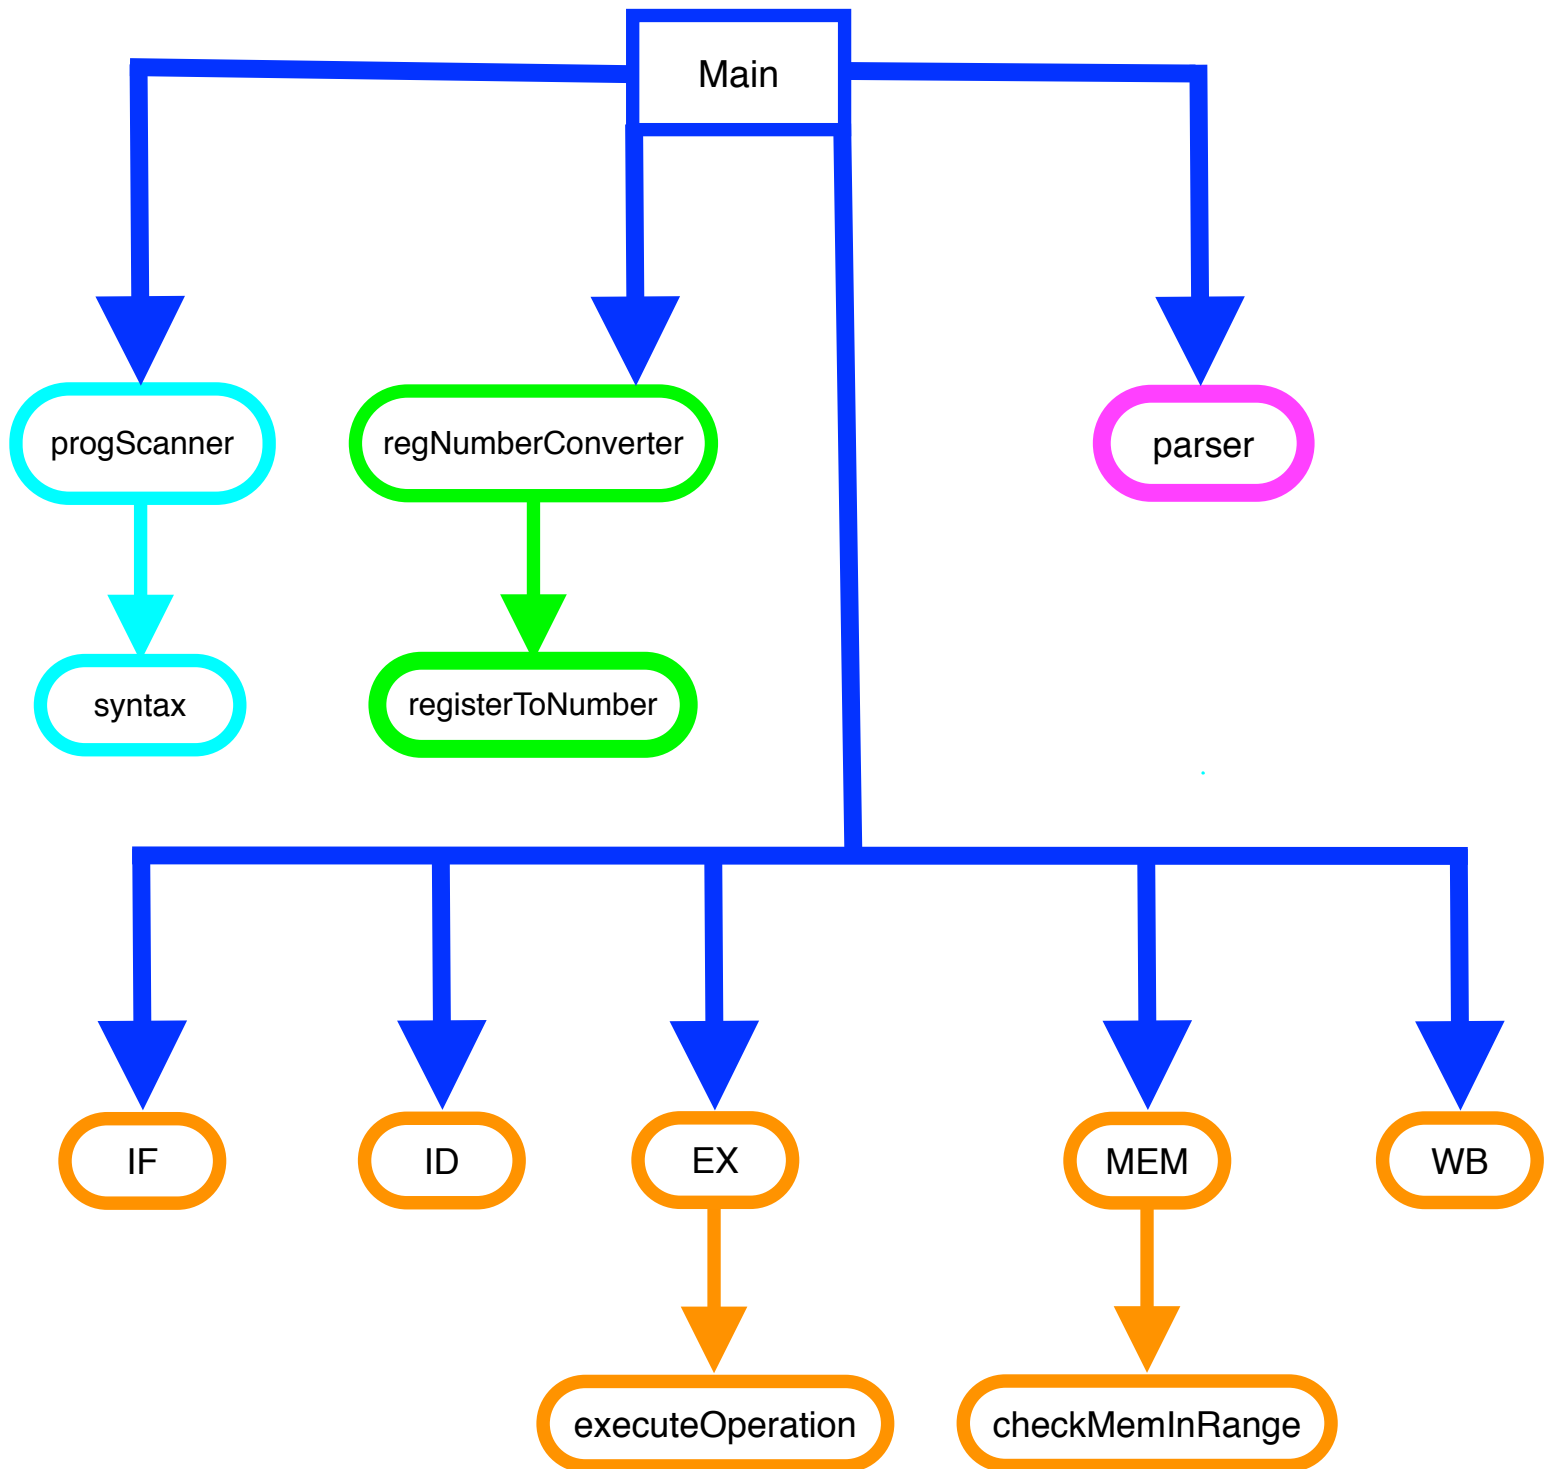 Main
progScanner
regNumberConverter
parser
syntax
registerToNumber
IF
ID
EX
MEM
WB
executeOperation
checkMemInRange